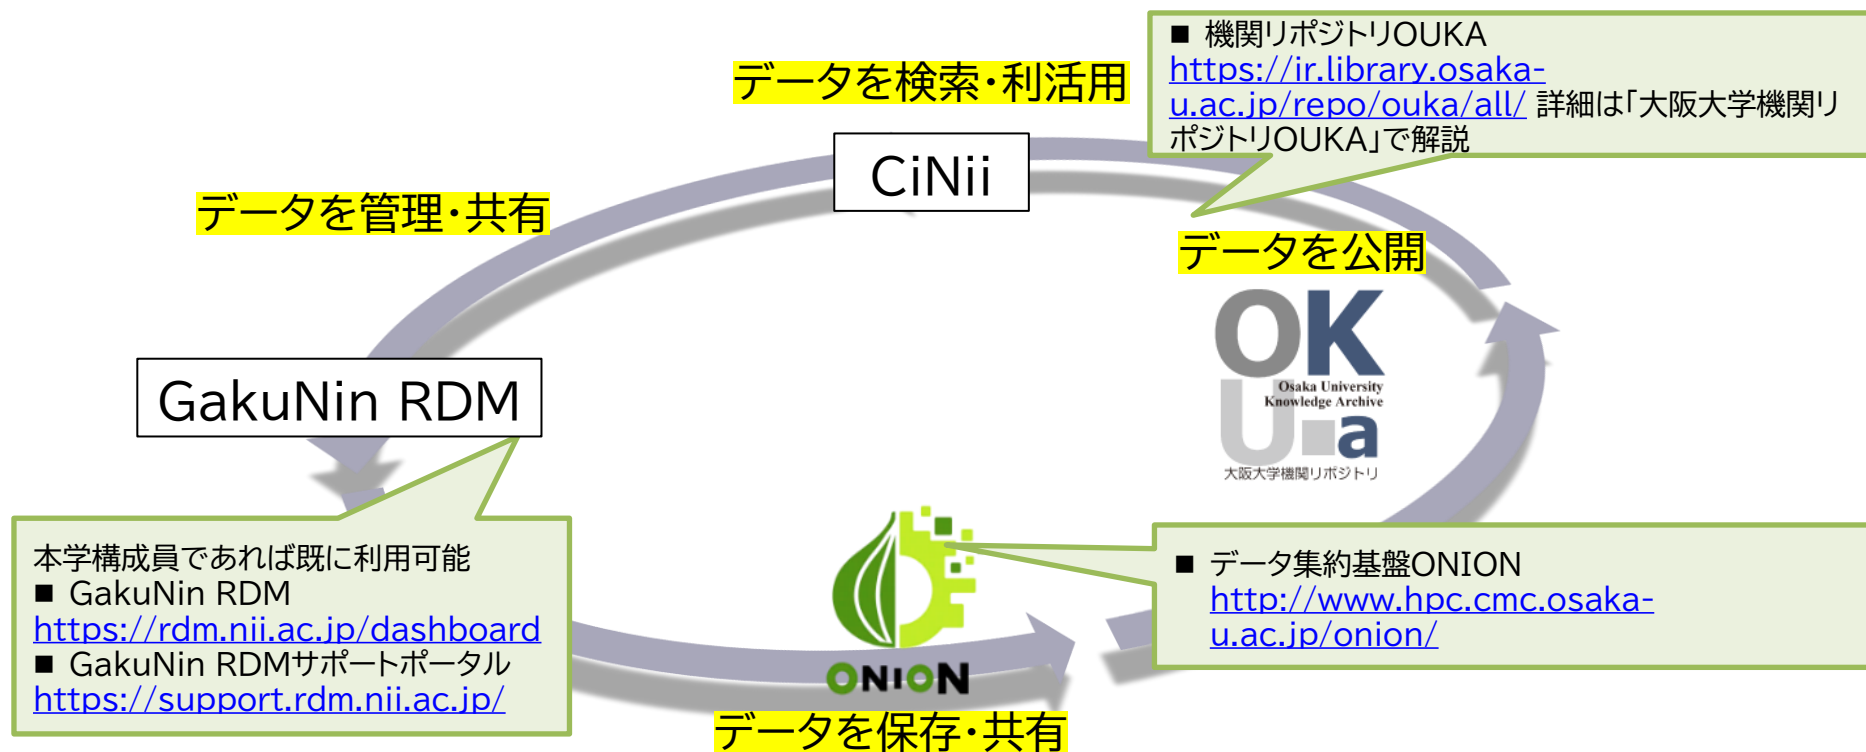 ■ 機関リポジトリOUKA
https://ir.library.osaka-
u.ac.jp/repo/ouka/all/ 詳細は「大阪大学機関リ
ポジトリOUKA」で解説
データを検索・利活用
CiNii
データを管理・共有
データを公開
OK
Osaka University
Knowledge Archive
U a
大阪大学機関リポジトリ
GakuNin RDM
本学構成員であれば既に利用可能
■ GakuNin RDM
https://rdm.nii.ac.jp/dashboard
■ GakuNin RDMサポートポータル
https://support.rdm.nii.ac.jp/
■ データ集約基盤ONION
http://www.hpc.cmc.osaka-
u.ac.jp/onion/
ONION
データを保存・共有